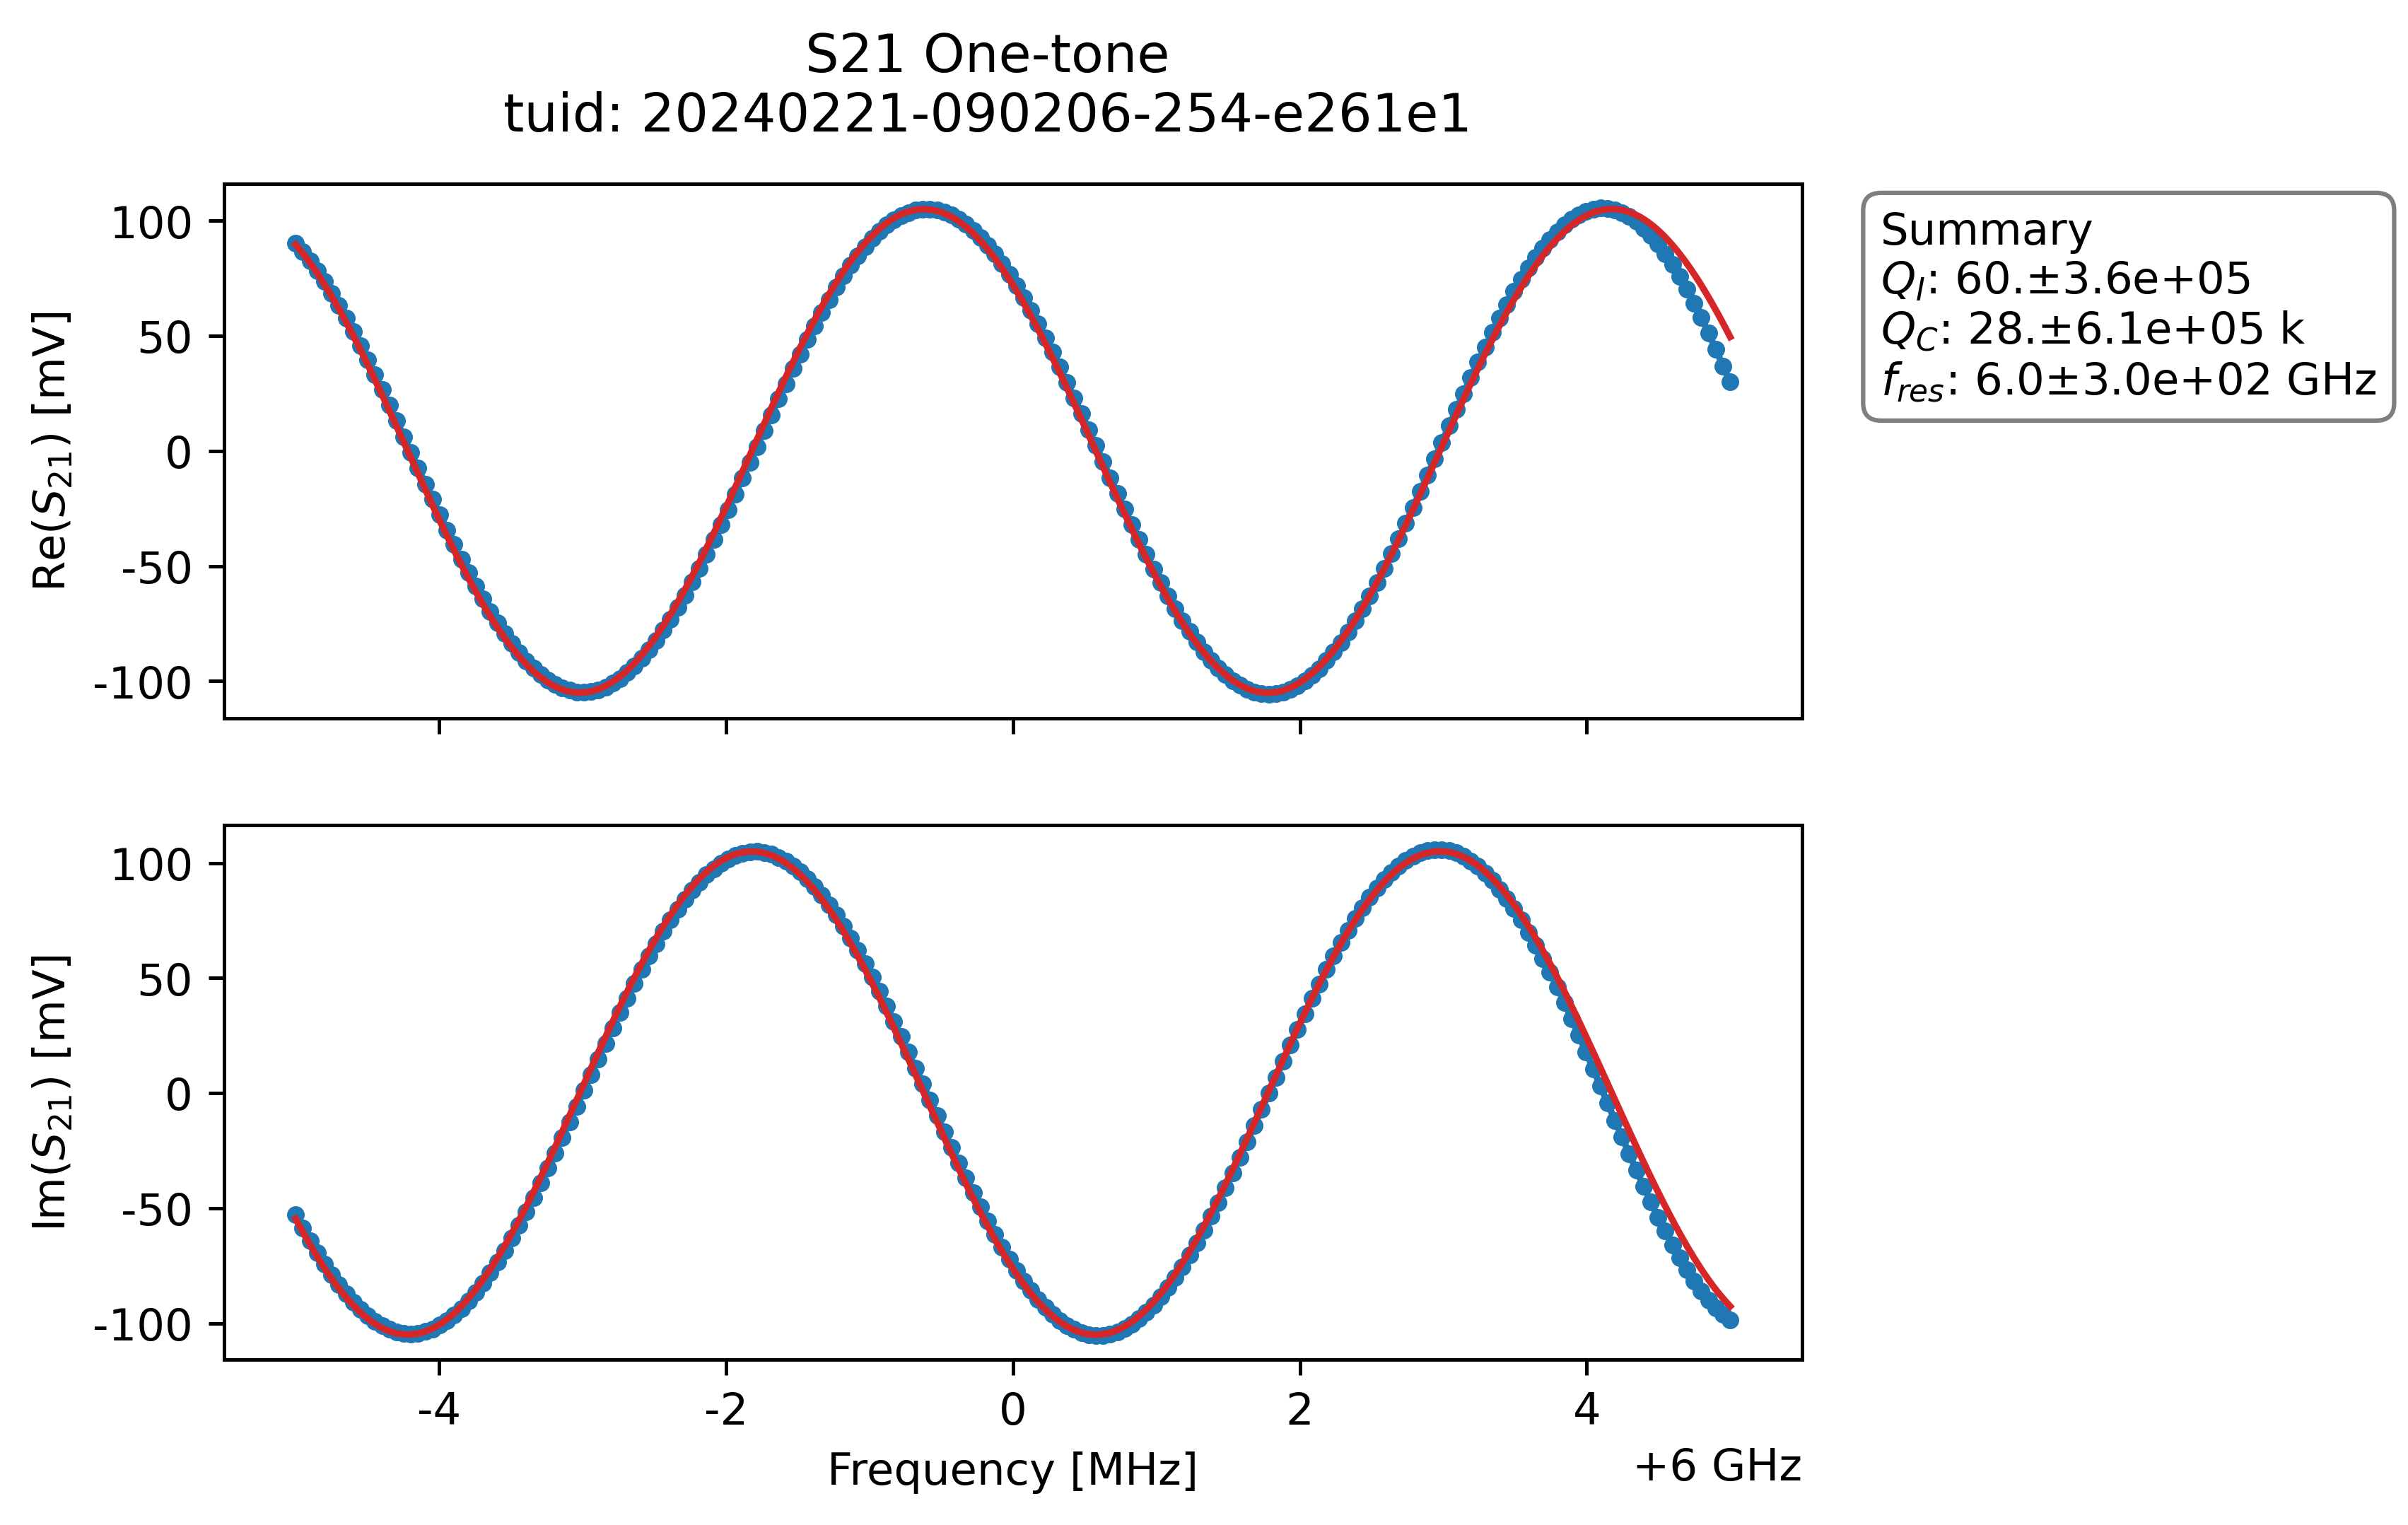 S21 One-tone
tuid: 20240221-090206-254-e261e1
Re(S21) [mV]
100
50
0
-50
-100
Summary
QI: 60.±3.6e+05
QC: 28.±6.1e+05 k
fres: 6.0±3.0e+02 GHz
Im(S21) [mV]
100
50
0
-50
-100
-4 -2 0 2 4
Frequency [MHz] +6 GHz